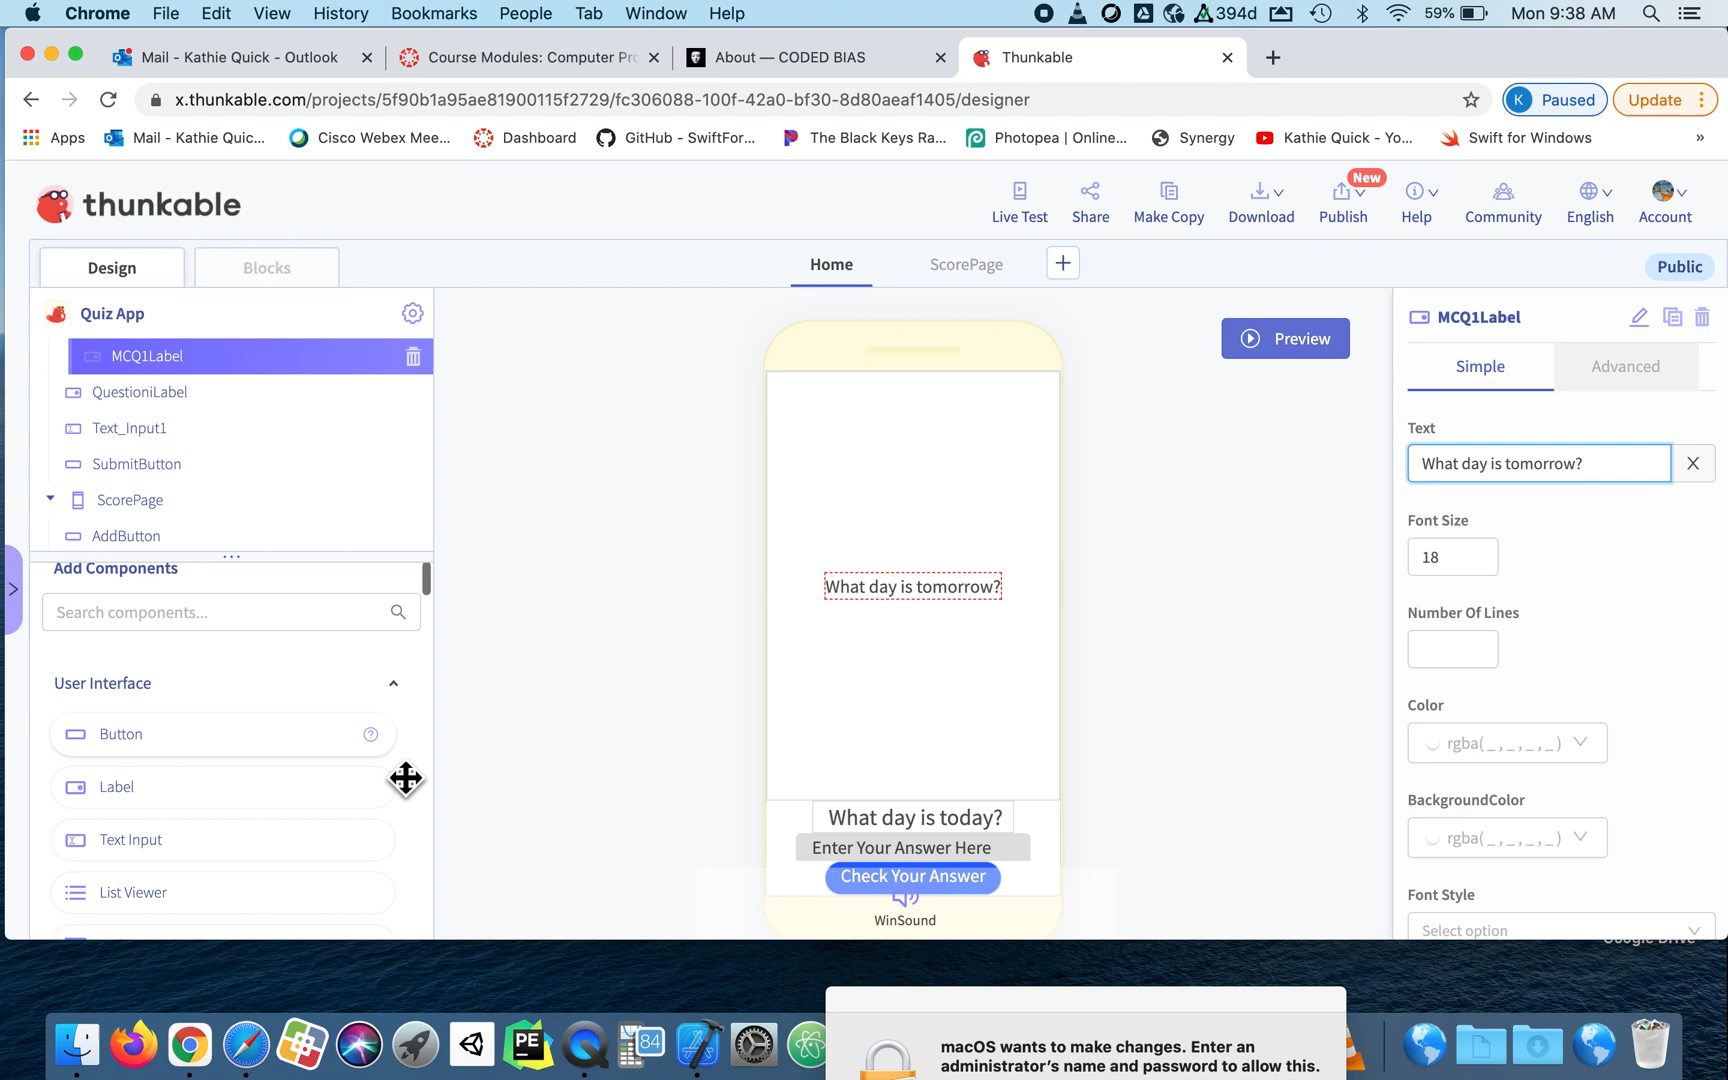 Chrome File Edit View History Bookmarks People Tab Window Help 394d 59% Mon 9:38 AM
Mail - Kathie Quick - Outlook Course Modules: Computer Pr About — CODED BIAS Thunkable
x.thunkable.com/projects/5f90b1a95ae81900115f2729/fc306088-100f-42a0-bf30-8d80aeaf1405/designer K Paused Update
Apps Mail - Kathie Quic... Cisco Webex Mee... Dashboard GitHub - SwiftFor... The Black Keys Ra... Photopea | Online... Synergy Kathie Quick - Yo... Swift for Windows »
New
thunkable
Live Test Share Make Copy Download Publish Help Community English Account
Design Blocks Home ScorePage + Public
Quiz App
MCQ1Label
QuestioniLabel
Text_Input1
SubmitButton
ScorePage
AddButton
Add Components
Search components...
User Interface
Button
Label
Text Input
List Viewer
Preview
What day is tomorrow?
What day is today?
Enter Your Answer Here
Check Your Answer
WinSound
MCQ1Label
Simple Advanced
Text
What day is tomorrow? X
Font Size
18
Number Of Lines
Color
rgba(_,_,_,_)
BackgroundColor
rgba(_,_,_,_)
Font Style
Select option
Google Drive
PE 84
macOS wants to make changes. Enter an
administrator's name and password to allow this.